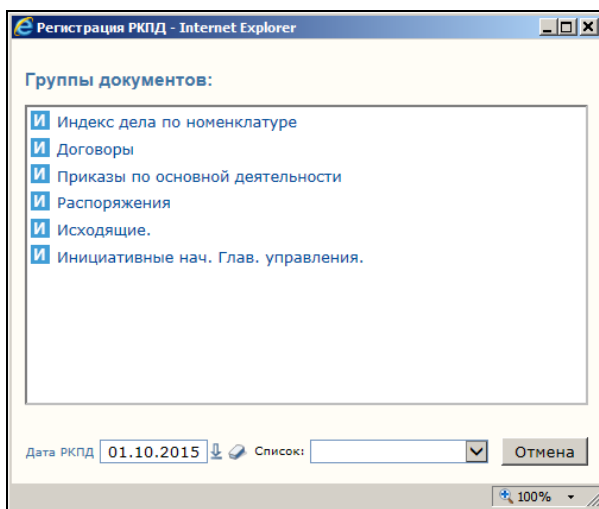 Регистрация РКПД - Internet Explorer
Группы документов:
И Индекс дела по номенклатуре
И Договоры
И Приказы по основной деятельности
И Распоряжения
И Исходящие.
И Инициативные нач. Глав. управления.
Дата РКПД 01.10.2015 Список: Отмена
100%